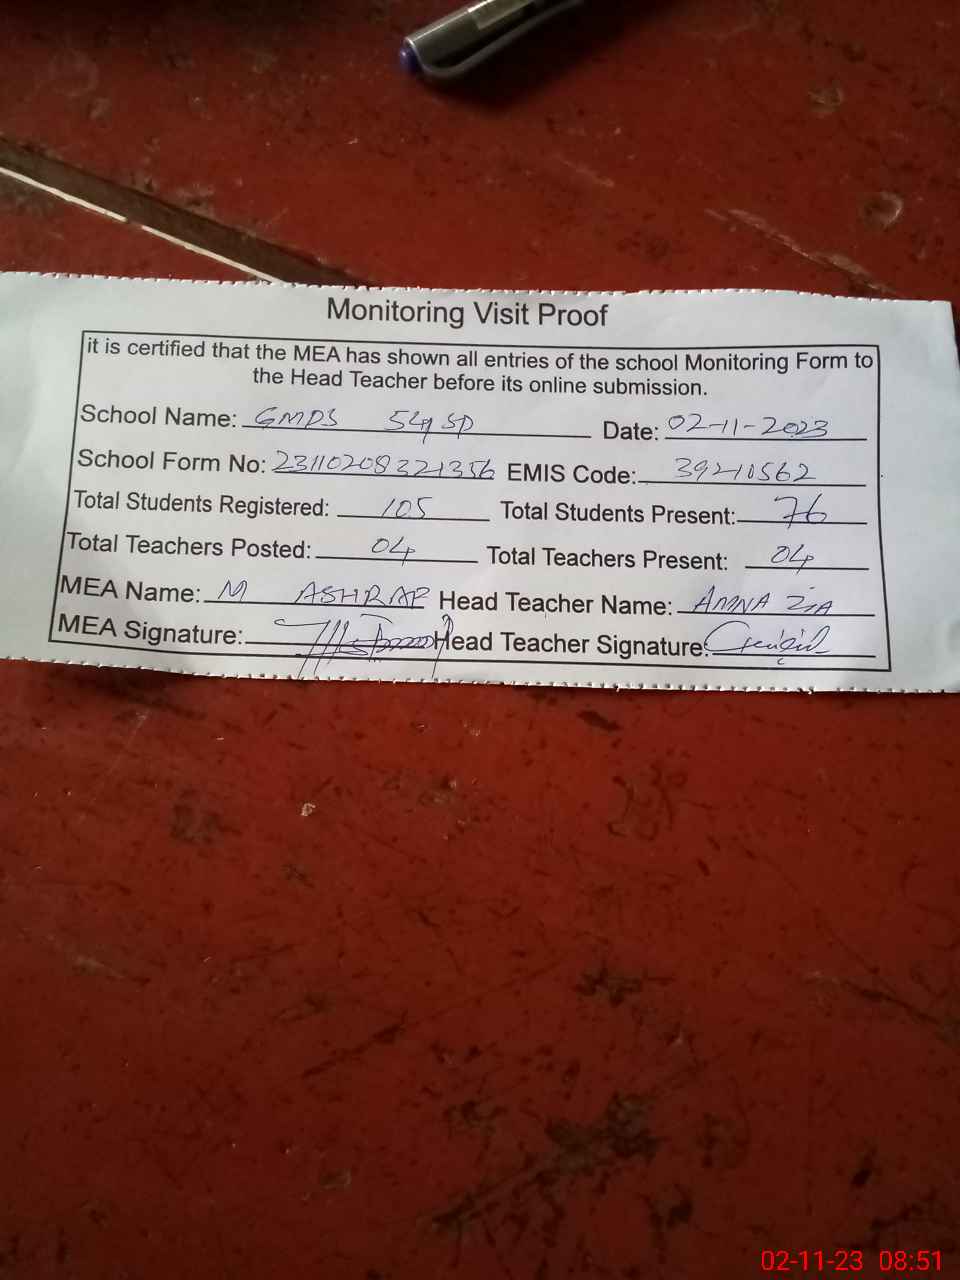 Monitoring Visit Proof
it is certified that the MEA has shown all entries of the school Monitoring Form to
the Head Teacher before its online submission.
School Name: GMPS 54/SP Date: 02-11-2023
School Form No: 23110208321356 EMIS Code: 39210562
Total Students Registered: 105 Total Students Present: 76
Total Teachers Posted: 04 Total Teachers Present: 04
MEA Name: M ASHRAF Head Teacher Name: AMNA ZIA
MEA Signature: Head Teacher Signature:
02-11-23 08:51